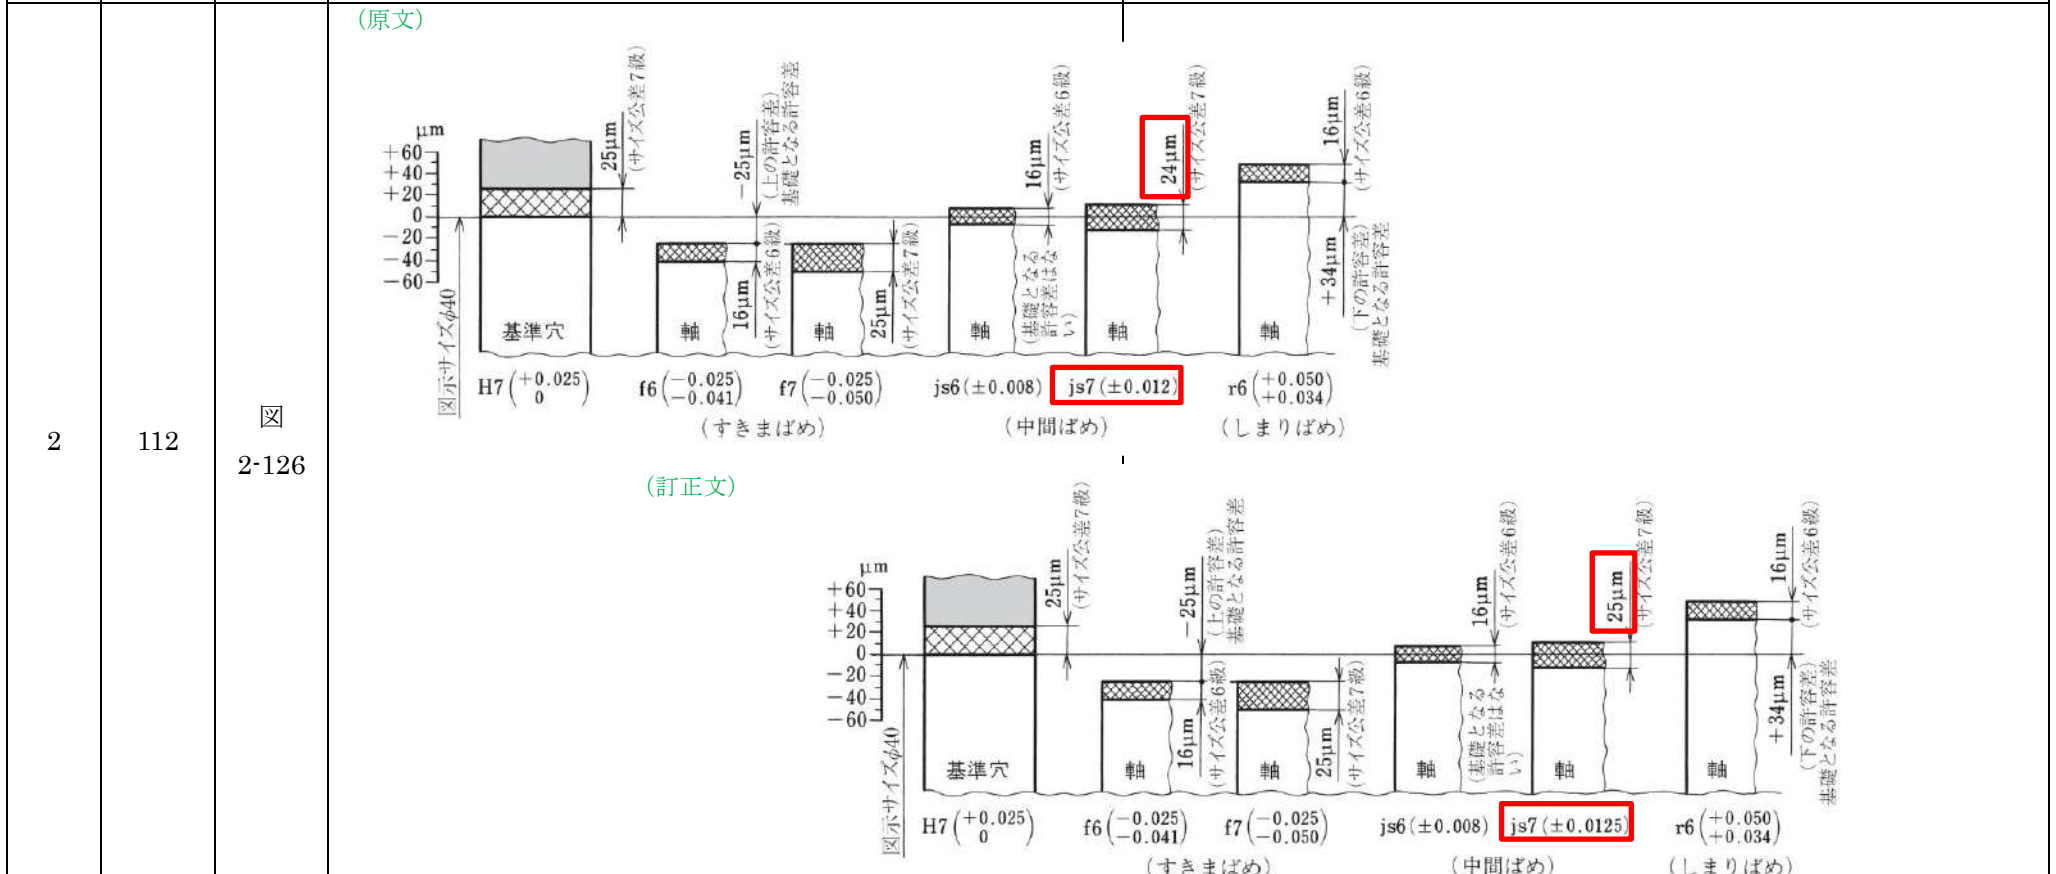 2
112
図
2-126
(原文)
μm
+60
+40
+20
0
-20
-40
-60
図示サイズφ40
25μm
(サイズ公差7級)
-25μm
(上の許容差)
基礎となる許容差
16μm
(サイズ公差6級)
25μm
(サイズ公差7級)
16μm
(サイズ公差6級)
(基礎となる
許容差はな
い)
24μm
(サイズ公差7級)
16μm
(サイズ公差6級)
+34μm
(下の許容差)
基礎となる許容差
基準穴
軸
軸
軸
軸
軸
H7(+0.025 0)
f6(-0.025 -0.041)
f7(-0.025 -0.050)
js6(±0.008)
js7(±0.012)
r6(+0.050 +0.034)
(すきまばめ)
(中間ばめ)
(しまりばめ)
(訂正文)
μm
+60
+40
+20
0
-20
-40
-60
図示サイズφ40
25μm
(サイズ公差7級)
-25μm
(上の許容差)
基礎となる許容差
16μm
(サイズ公差6級)
25μm
(サイズ公差7級)
16μm
(サイズ公差6級)
(基礎となる
許容差はな
い)
25μm
(サイズ公差7級)
16μm
(サイズ公差6級)
+34μm
(下の許容差)
基礎となる許容差
基準穴
軸
軸
軸
軸
軸
H7(+0.025 0)
f6(-0.025 -0.041)
f7(-0.025 -0.050)
js6(±0.008)
js7(±0.0125)
r6(+0.050 +0.034)
(すきまばめ)
(中間ばめ)
(しまりばめ)